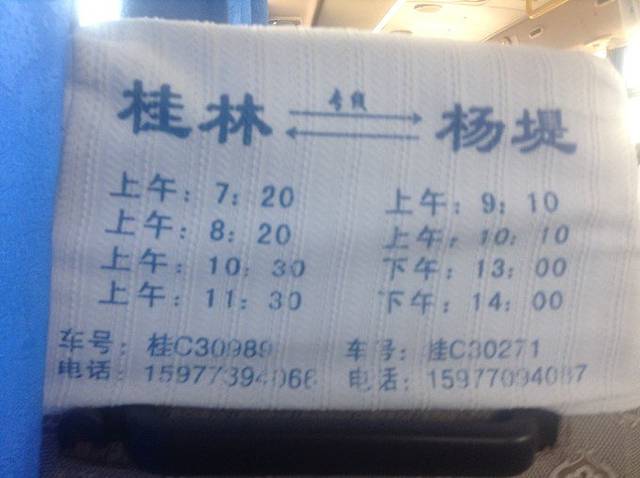 桂林 专线 杨堤
上午：7：20 上午：9：10
上午：8：20 上午：10：10
上午：10：30 下午：13：00
上午：11：30 下午：14：00
车号：桂C30989 车号：桂C30271
电话： 电话：